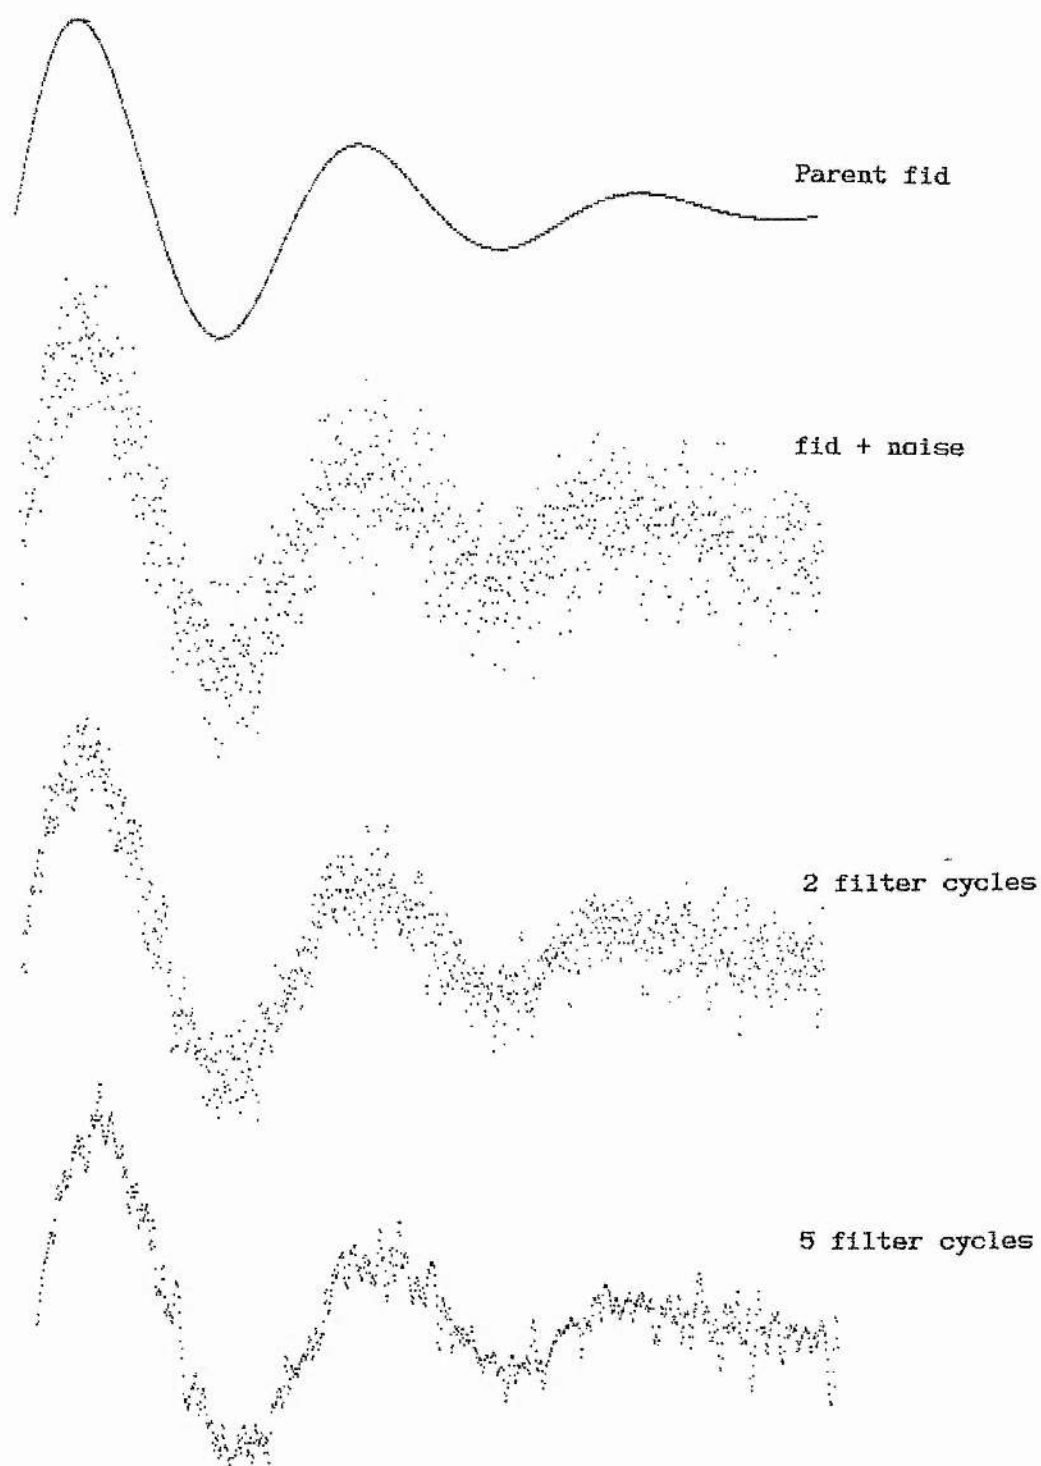 Parent fid
fid + noise
2 filter cycles
5 filter cycles